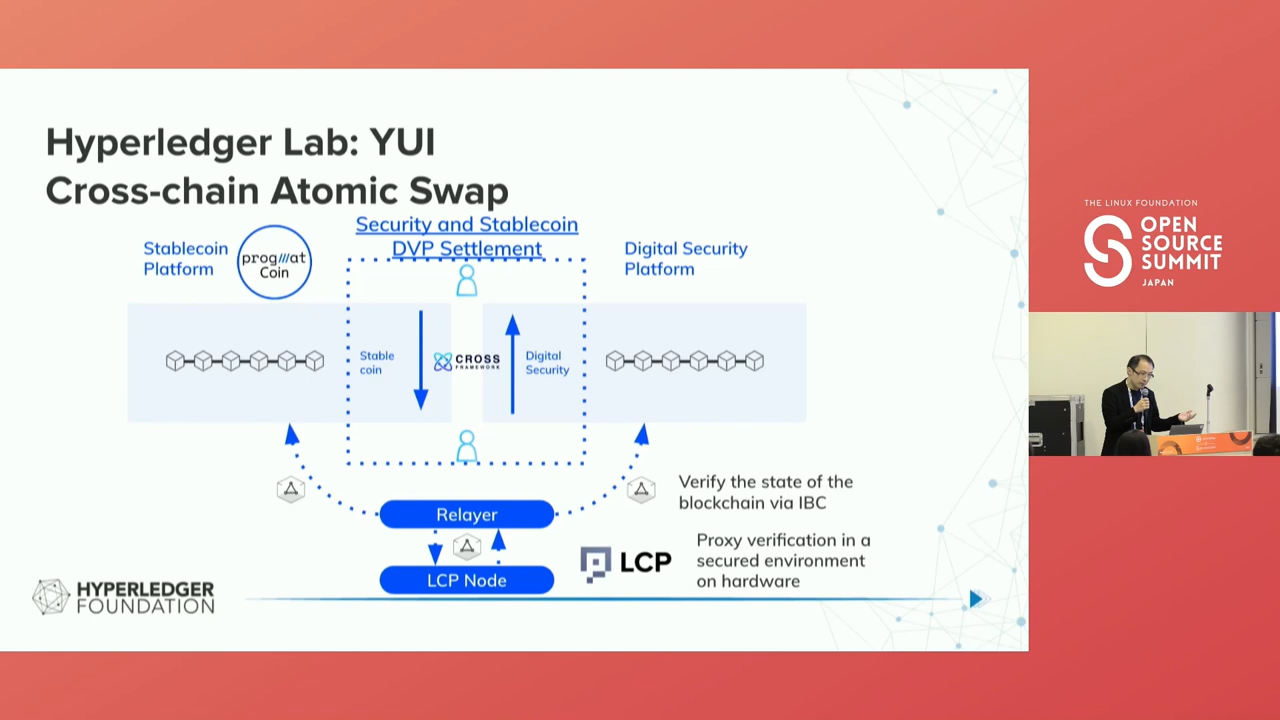 Hyperledger Lab: YUI
Cross-chain Atomic Swap
Security and Stablecoin
DVP Settlement
Stablecoin
Platform
prog///at
Coin
Digital Security
Platform
Stable
coin
CROSS
FRAMEWORK
Digital
Security
Verify the state of the
blockchain via IBC
Relayer
LCP
Proxy verification in a
secured environment
on hardware
LCP Node
HYPERLEDGER
FOUNDATION
THE LINUX FOUNDATION
OPEN
SOURCE
SUMMIT
JAPAN